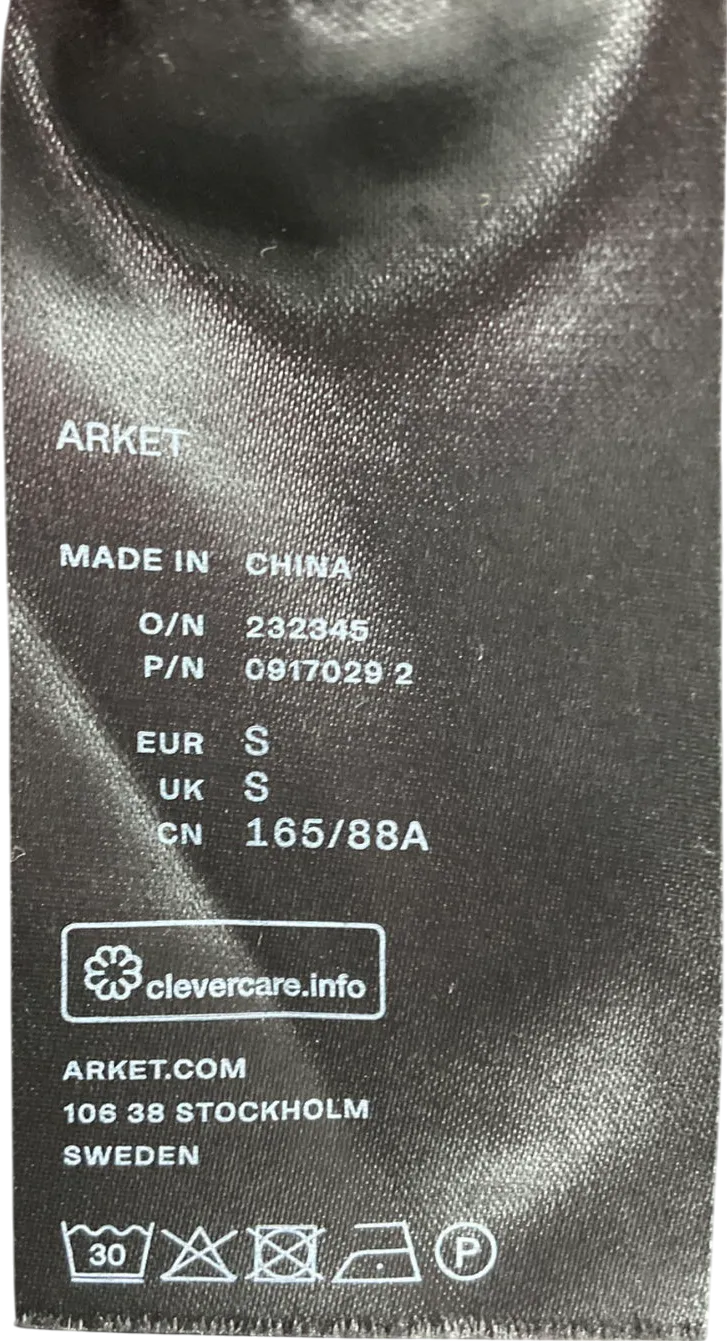 ARKET
MADE IN CHINA
O/N 232345
P/N 0917029 2
EUR S
UK S
CN 165/88A
clevercare.info
ARKET.COM
106 38 STOCKHOLM
SWEDEN
30 P